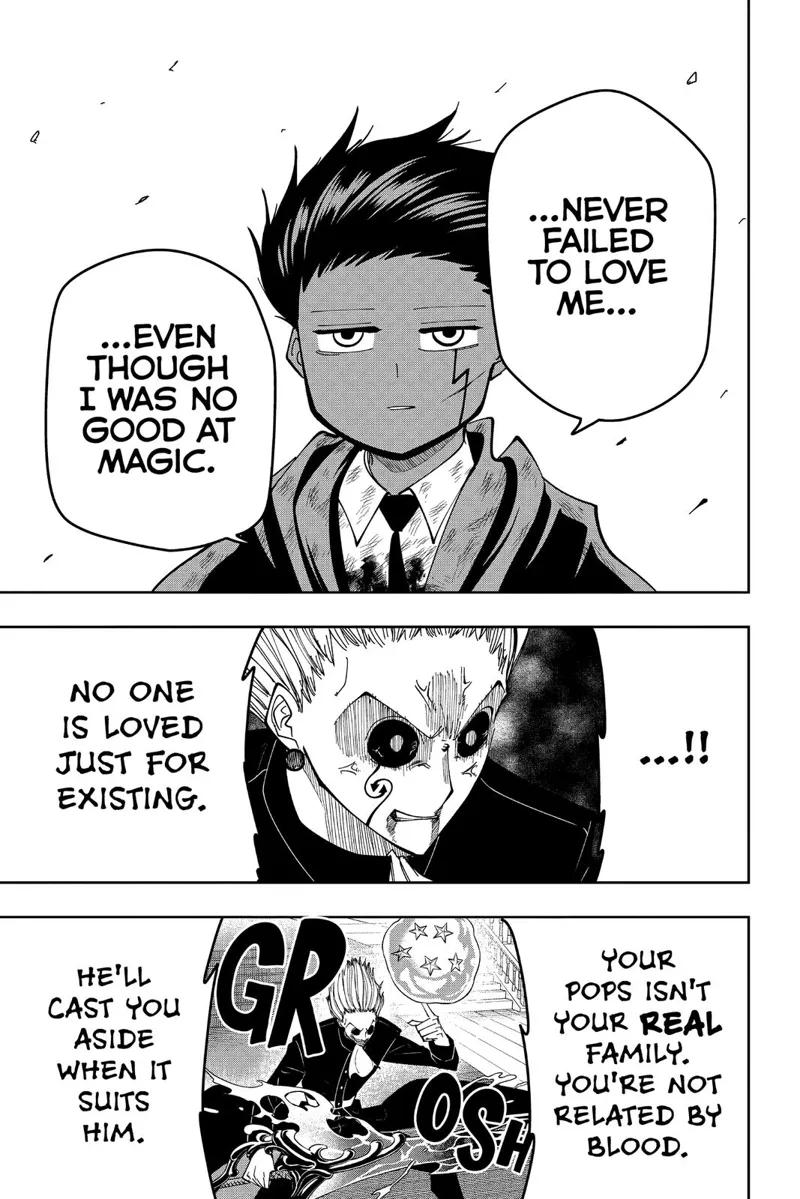 ...NEVER
FAILED
TO LOVE
ME...
...EVEN
THOUGH
I WAS NO
GOOD AT
MAGIC.
...!!
NO ONE
IS LOVED
JUST FOR
EXISTING.
YOUR
POPS ISN'T
YOUR REAL
FAMILY.
YOU'RE NOT
RELATED BY
BLOOD.
GR
OSH
HE'LL
CAST YOU
ASIDE
WHEN IT
SUITS
HIM.